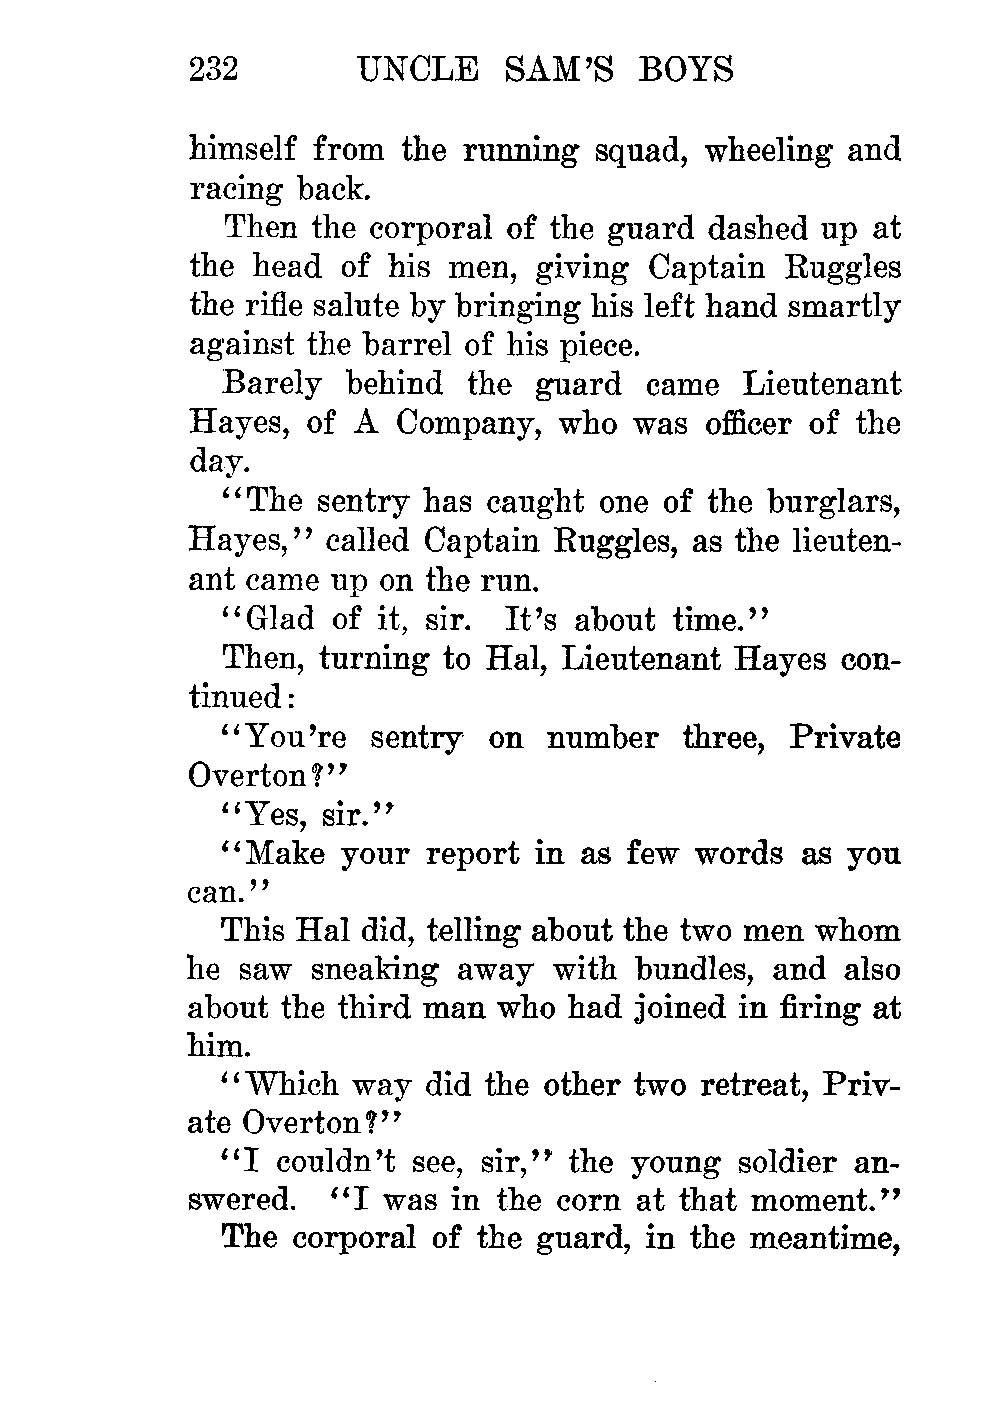 232 UNCLE SAM'S BOYS
himself from the running squad, wheeling and
racing back.
Then the corporal of the guard dashed up at
the head of his men, giving Captain Ruggles
the rifle salute by bringing his left hand smartly
against the barrel of his piece.
Barely behind the guard came Lieutenant
Hayes, of A Company, who was officer of the
day.
"The sentry has caught one of the burglars,
Hayes," called Captain Ruggles, as the lieuten-
ant came up on the run.
"Glad of it, sir. It's about time."
Then, turning to Hal, Lieutenant Hayes con-
tinued:
"You're sentry on number three, Private
Overton?"
"Yes, sir."
"Make your report in as few words as you
can."
This Hal did, telling about the two men whom
he saw sneaking away with bundles, and also
about the third man who had joined in firing at
him.
"Which way did the other two retreat, Priv-
ate Overton?"
"I couldn't see, sir," the young soldier an-
swered. "I was in the corn at that moment."
The corporal of the guard, in the meantime,